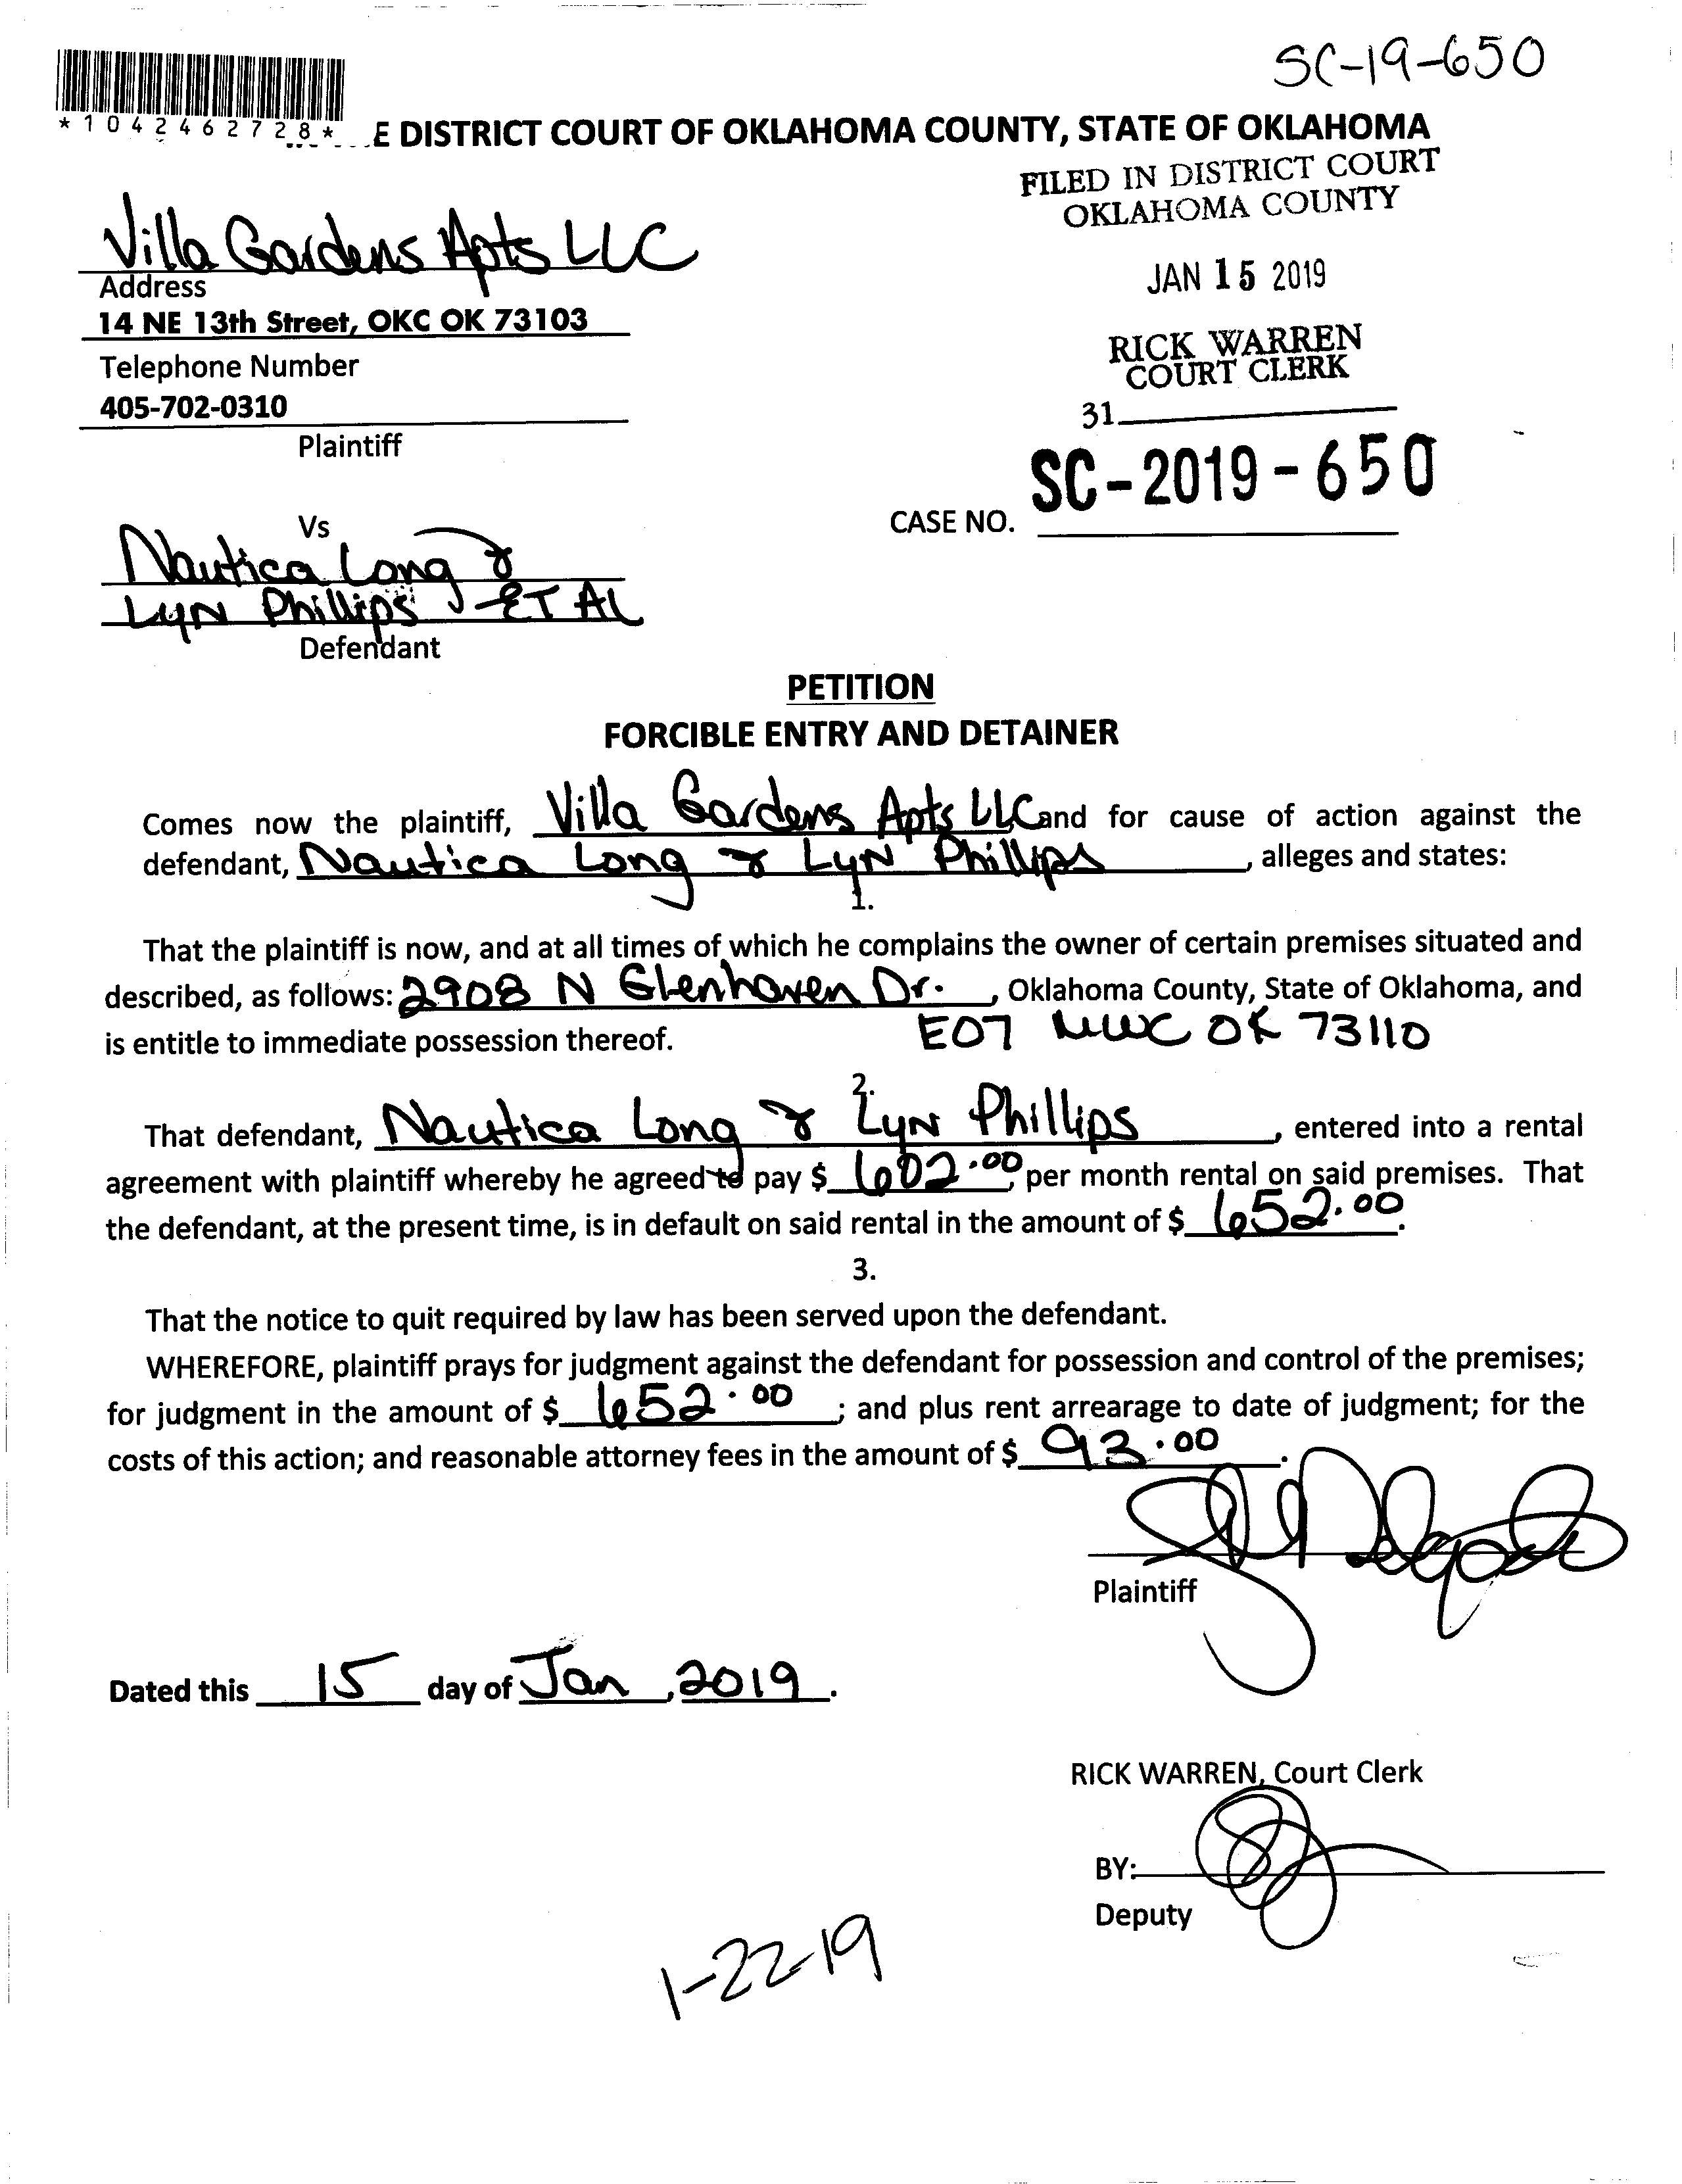 SC-19-650
*1042462728*
E DISTRICT COURT OF OKLAHOMA COUNTY, STATE OF OKLAHOMA
FILED IN DISTRICT COURT
OKLAHOMA COUNTY
Villa Gardens Apts LLC
Address
JAN 15 2019
14 NE 13th Street, OKC OK 73103
RICK WARREN
COURT CLERK
Telephone Number
405-702-0310
31
Plaintiff
SC-2019-650
CASE NO.
Vs
Nautica Long &
Lyn Phillips ET AL
Defendant
PETITION
FORCIBLE ENTRY AND DETAINER
Comes now the plaintiff, Villa Gardens Apts LLC and for cause of action against the
defendant, Nautica Long & Lyn Phillips, alleges and states:
1.
That the plaintiff is now, and at all times of which he complains the owner of certain premises situated and
described, as follows: 2908 N Glenhaven Dr., Oklahoma County, State of Oklahoma, and
is entitle to immediate possession thereof. E07 MWC OK 73110
2.
That defendant, Nautica Long & Lyn Phillips, entered into a rental
agreement with plaintiff whereby he agreed to pay $ 602.00, per month rental on said premises. That
the defendant, at the present time, is in default on said rental in the amount of $ 652.00.
3.
That the notice to quit required by law has been served upon the defendant.
WHEREFORE, plaintiff prays for judgment against the defendant for possession and control of the premises;
for judgment in the amount of $ 652.00; and plus rent arrearage to date of judgment; for the
costs of this action; and reasonable attorney fees in the amount of $ 93.00.
Plaintiff
Dated this 15 day of Jan, 2019.
RICK WARREN, Court Clerk
BY:
Deputy
1-22-19